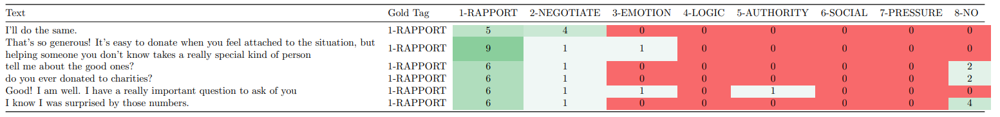 Text Gold Tag 1-RAPPORT 2-NEGOTIATE 3-EMOTION 4-LOGIC 5-AUTHORITY 6-SOCIAL 7-PRESSURE 8-NO
I'll do the same. 1-RAPPORT 5 4 0 0 0 0 0 0
That's so generous! It's easy to donate when you feel attached to the situation, but
helping someone you don't know takes a really special kind of person 1-RAPPORT 9 1 1 0 0 0 0 0
tell me about the good ones? 1-RAPPORT 6 1 0 0 0 0 0 2
do you ever donated to charities? 1-RAPPORT 6 1 0 0 0 0 0 2
Good! I am well. I have a really important question to ask of you 1-RAPPORT 6 1 1 0 1 0 0 0
I know I was surprised by those numbers. 1-RAPPORT 6 1 0 0 0 0 0 4